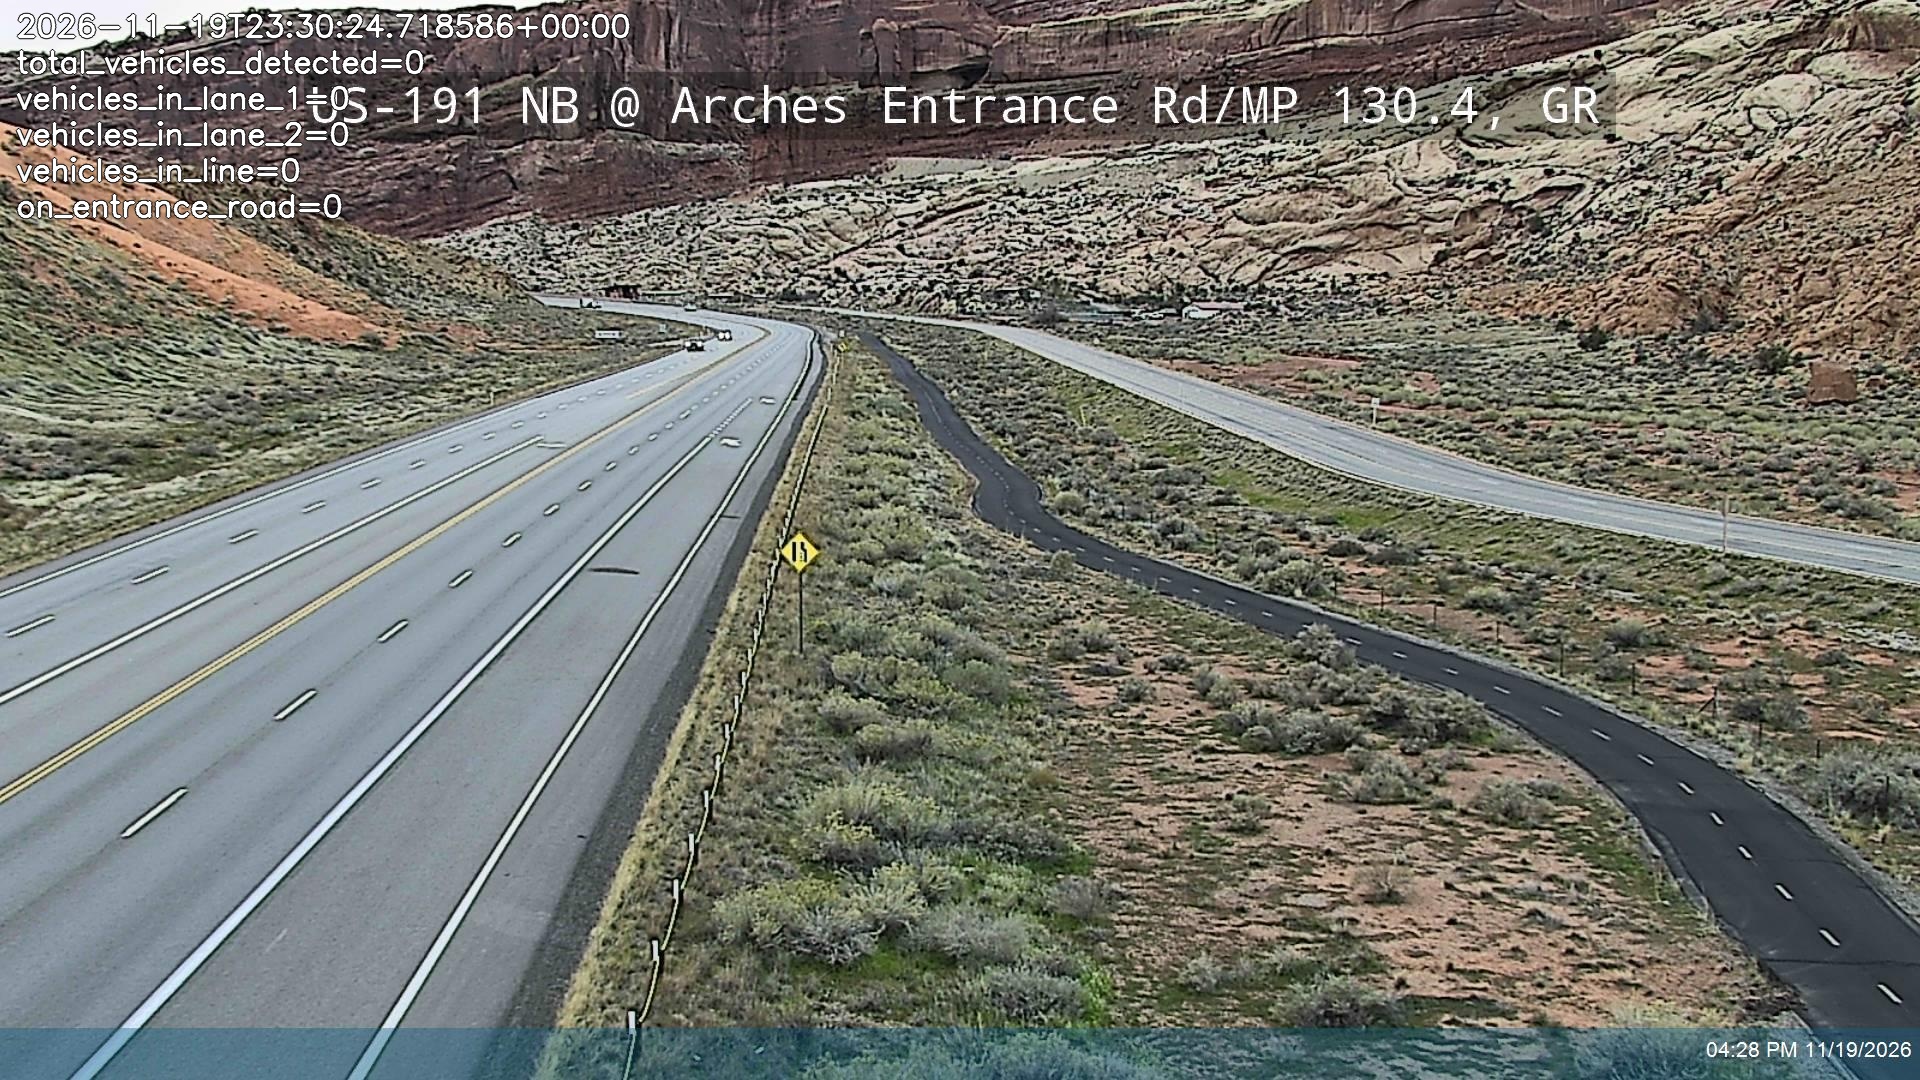 2026-11-19T23:30:24.718586+00:00
total_vehicles_detected=0
vehicles_in_lane_1=0
US-191 NB @ Arches Entrance Rd/MP 130.4, GR
vehicles_in_lane_2=0
vehicles_in_line=0
on_entrance_road=0
04:28 PM 11/19/2026